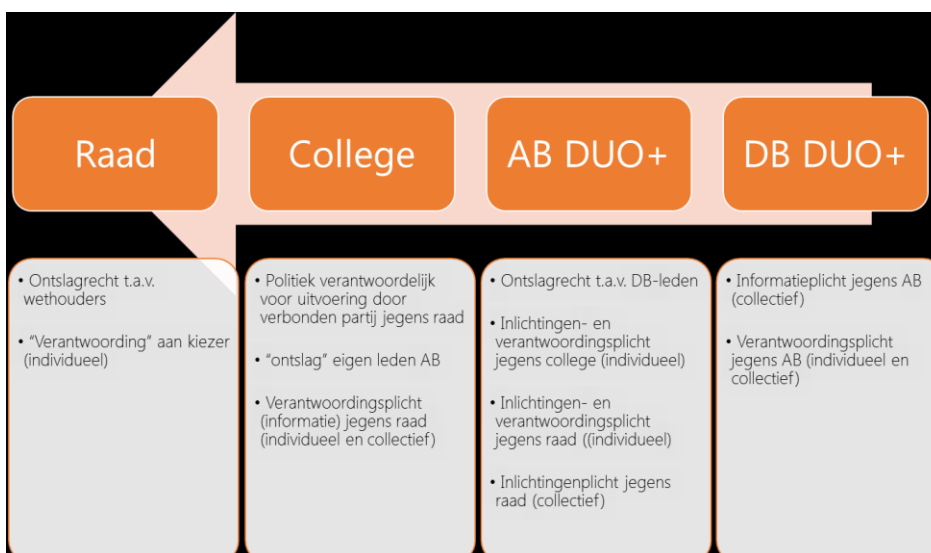 Raad
College
AB DUO+
DB DUO+
• Ontslagrecht t.a.v.
wethouders
• “Verantwoording” aan kiezer
(individueel)
• Politiek verantwoordelijk
voor uitvoering door
verbonden partij jegens raad
• “ontslag” eigen leden AB
• Verantwoordingsplicht
(informatie) jegens raad
(individueel en collectief)
• Ontslagrecht t.a.v. DB-leden
• Inlichtingen- en
verantwoordingsplicht
jegens college (individueel)
• Inlichtingen- en
verantwoordingsplicht
jegens raad ((individueel)
• Inlichtingenplicht jegens
raad (collectief)
• Informatieplicht jegens AB
(collectief)
• Verantwoordingsplicht
jegens AB (individueel en
collectief)